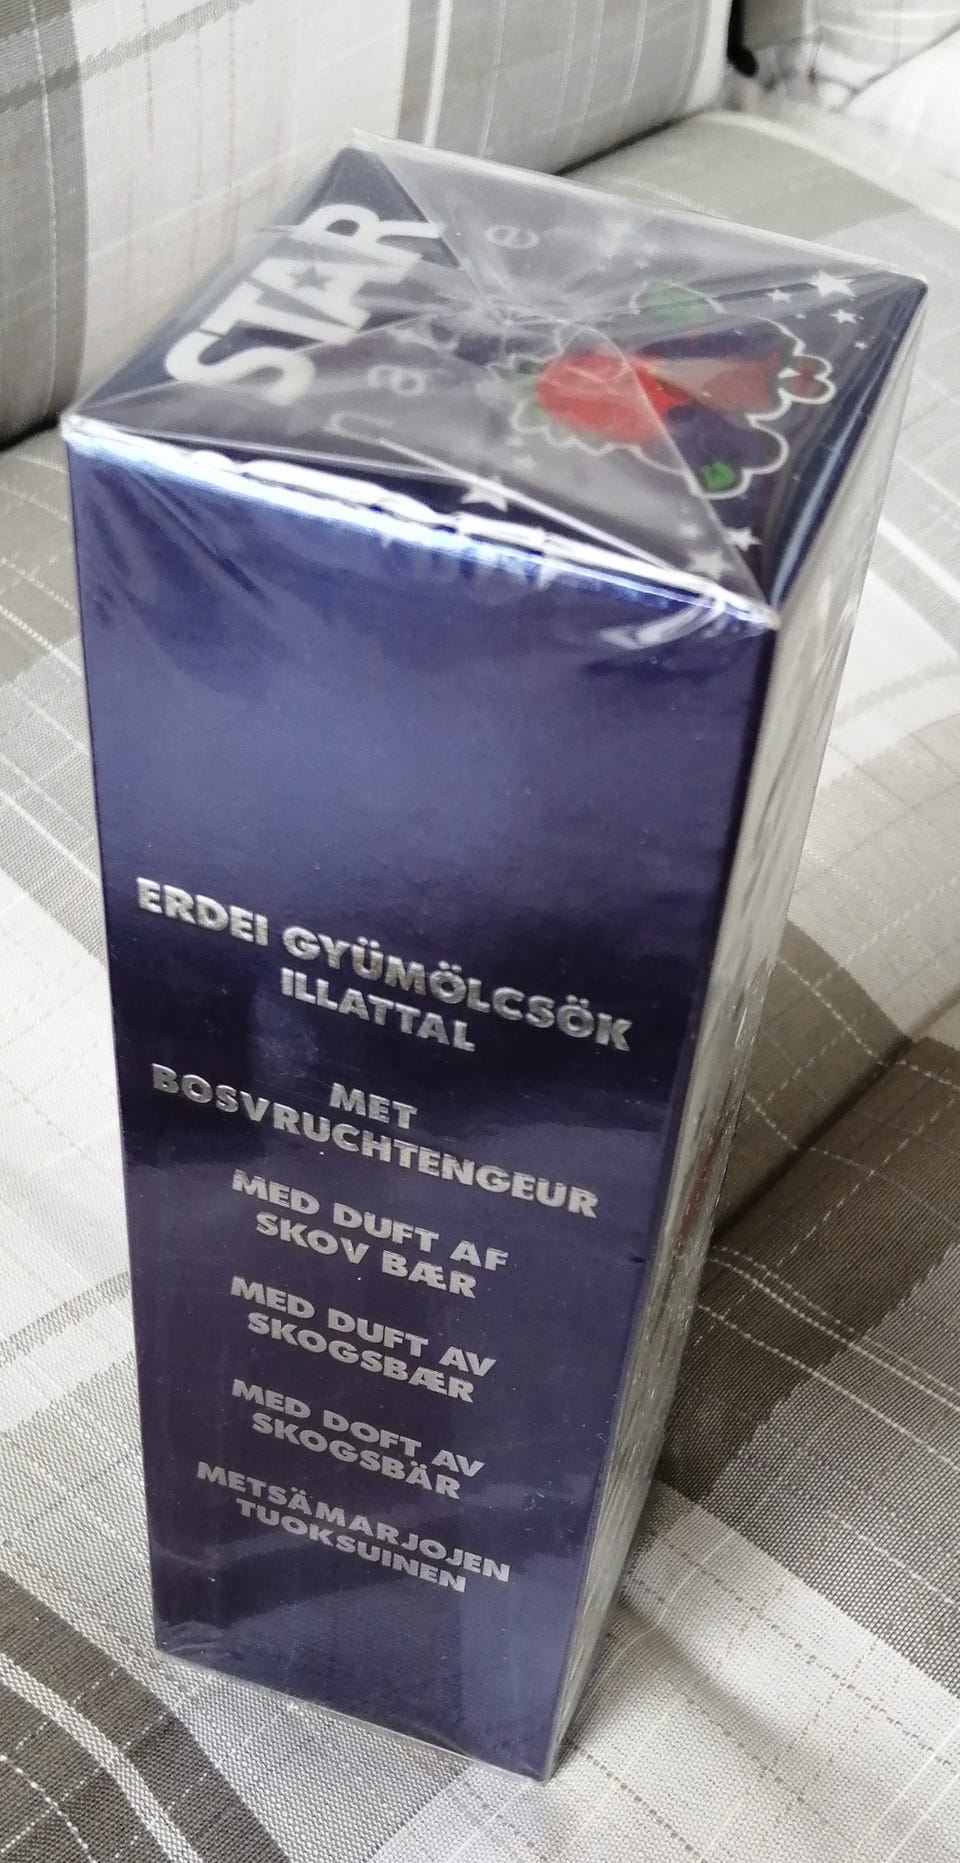 STAR
nature
ERDEI GYÜMÖLCSÖK
ILLATTAL
MET
BOSVRUCHTENGEUR
MED DUFT AF
SKOV BÆR
MED DUFT AV
SKOGSBÆR
MED DOFT AV
SKOGSBÄR
METSÄMARJOJEN
TUOKSUINEN